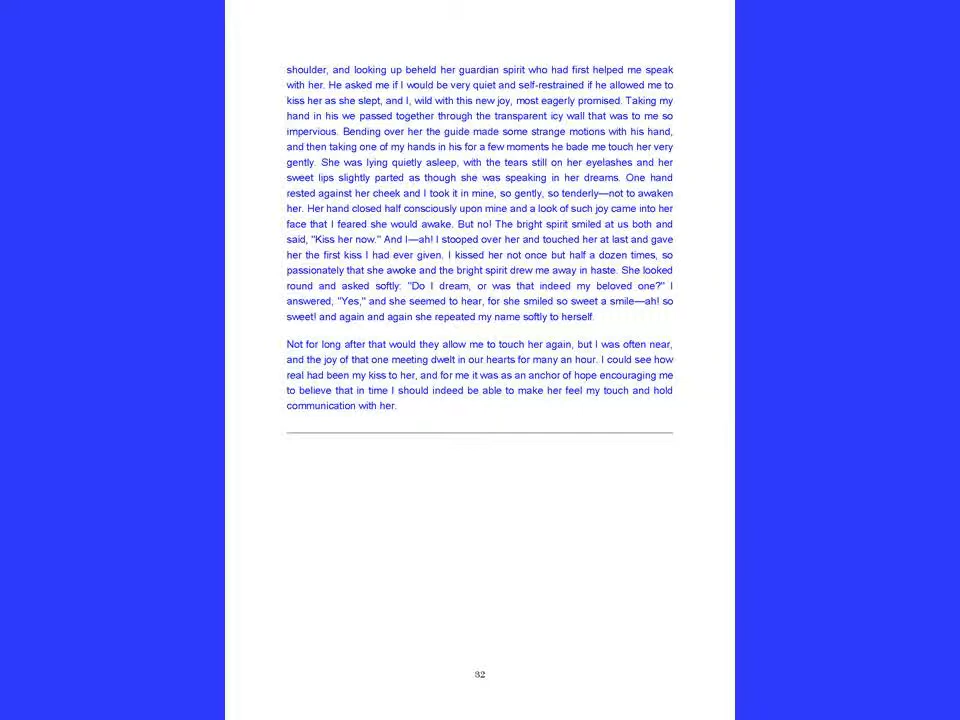 shoulder, and looking up beheld her guardian spirit who had first helped me speak
with her. He asked me if I would be very quiet and self-restrained if he allowed me to
kiss her as she slept, and I, wild with this new joy, most eagerly promised. Taking my
hand in his we passed together through the transparent icy wall that was to me so
impervious. Bending over her the guide made some strange motions with his hand,
and then taking one of my hands in his for a few moments he bade me touch her very
gently. She was lying quietly asleep, with the tears still on her eyelashes and her
sweet lips slightly parted as though she was speaking in her dreams. One hand
rested against her cheek and I took it in mine, so gently, so tenderly—not to awaken
her. Her hand closed half consciously upon mine and a look of such joy came into her
face that I feared she would awake. But no! The bright spirit smiled at us both and
said, "Kiss her now." And I—ah! I stooped over her and touched her at last and gave
her the first kiss I had ever given. I kissed her not once but half a dozen times, so
passionately that she awoke and the bright spirit drew me away in haste. She looked
round and asked softly: "Do I dream, or was that indeed my beloved one?" I
answered, "Yes," and she seemed to hear, for she smiled so sweet a smile—ah! so
sweet! and again and again she repeated my name softly to herself.
Not for long after that would they allow me to touch her again, but I was often near,
and the joy of that one meeting dwelt in our hearts for many an hour. I could see how
real had been my kiss to her, and for me it was as an anchor of hope encouraging me
to believe that in time I should indeed be able to make her feel my touch and hold
communication with her.
32